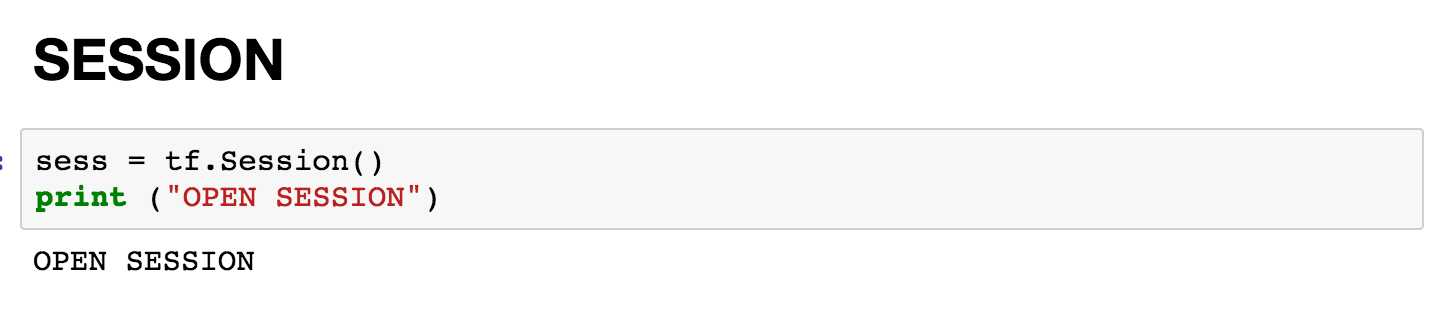 SESSION
: sess = tf.Session()
print ("OPEN SESSION")
OPEN SESSION